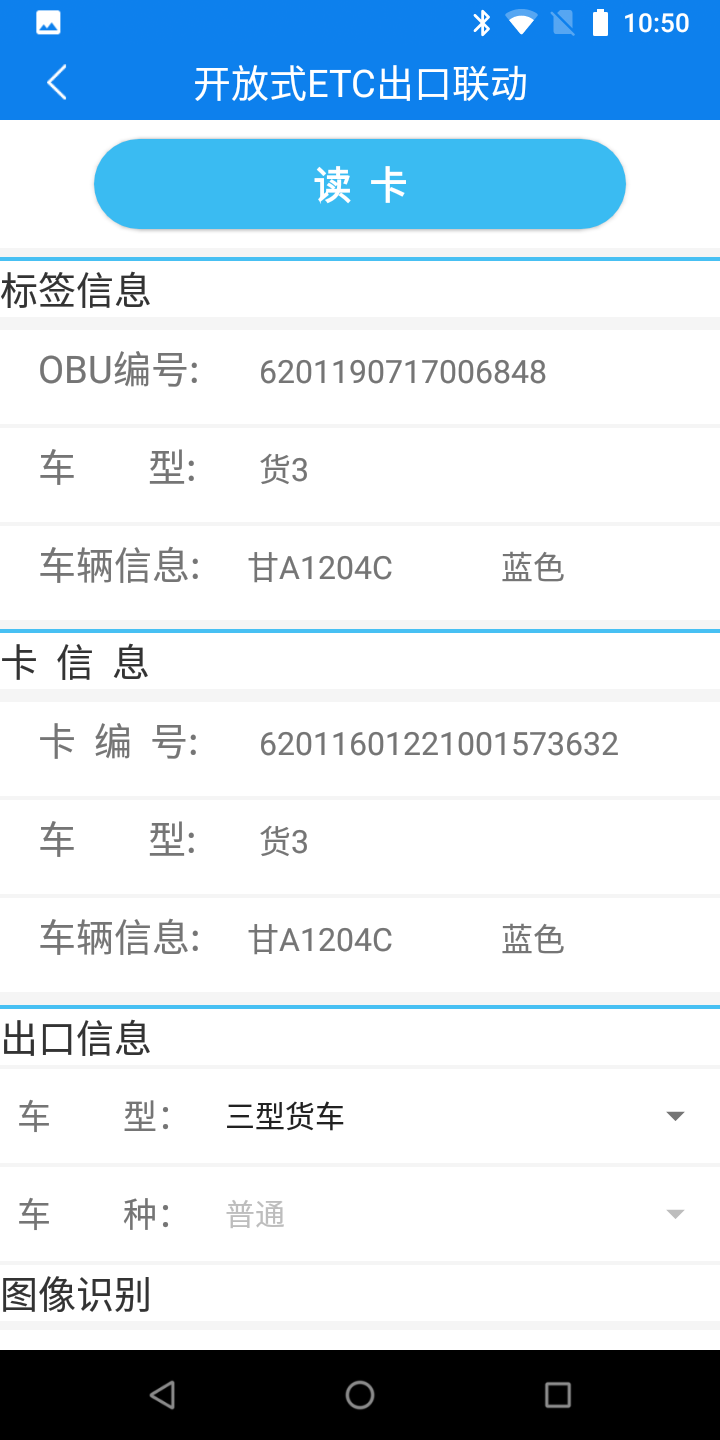 10:50
开放式ETC出口联动
读 卡
标签信息
OBU编号: 6201190717006848
车 型: 货3
车辆信息: 甘A1204C 蓝色
卡 信 息
卡 编 号: 62011601221001573632
车 型: 货3
车辆信息: 甘A1204C 蓝色
出口信息
车 型： 三型货车
车 种： 普通
图像识别